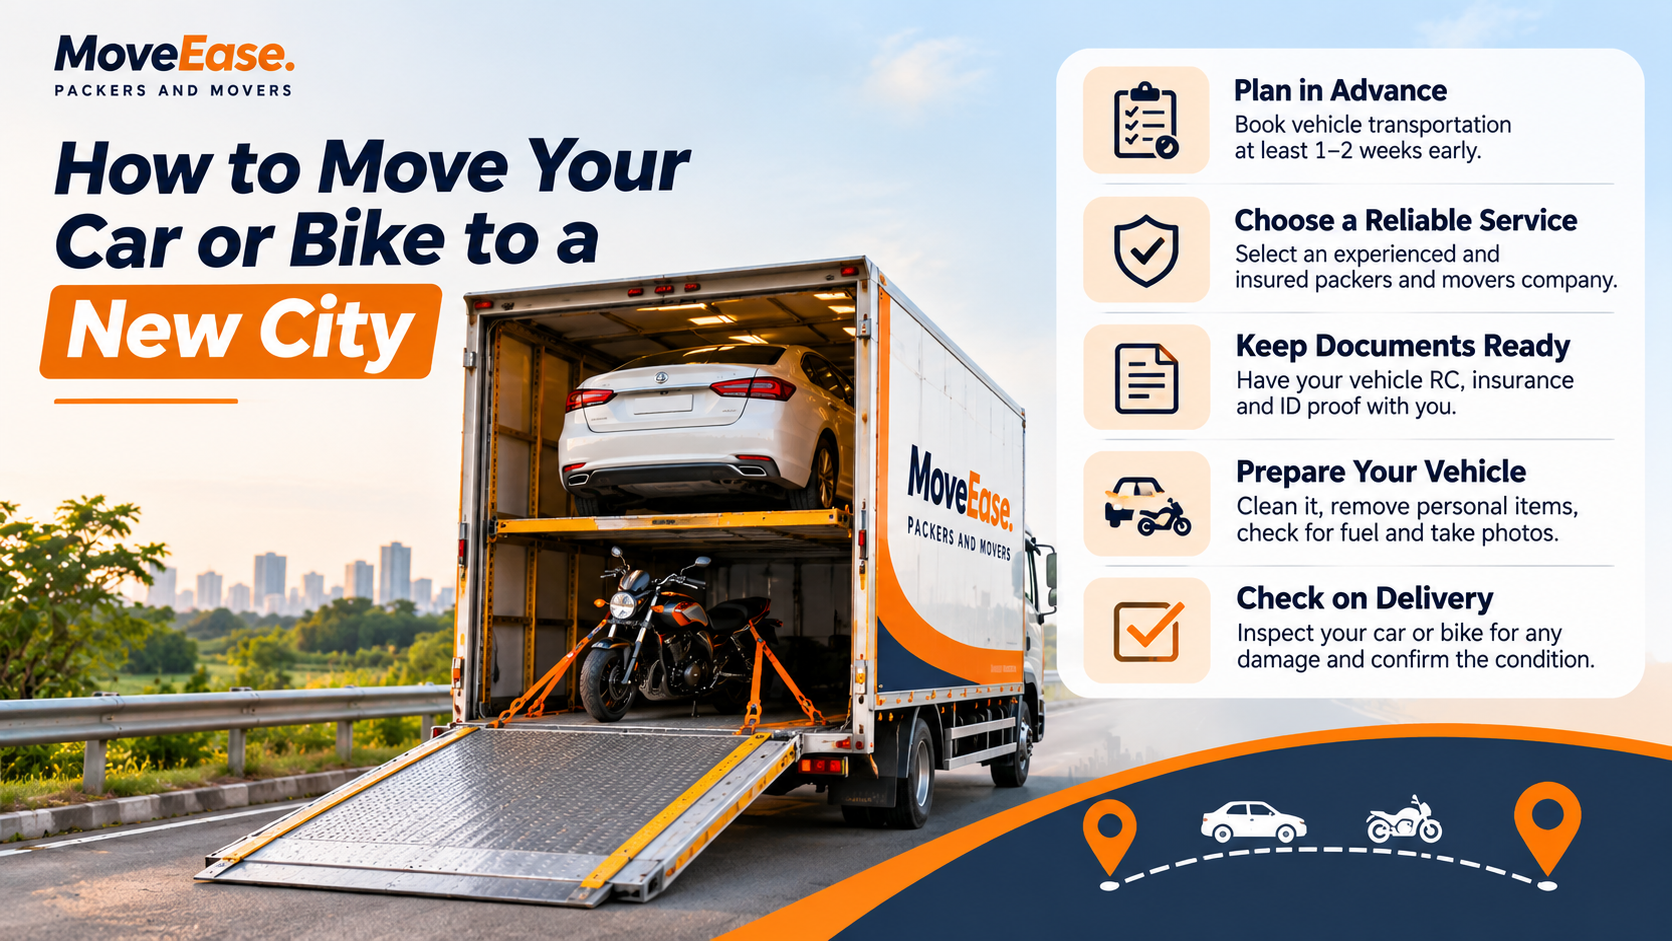 MoveEase.
PACKERS AND MOVERS
How to Move Your
Car or Bike to a
New City
MoveEase.
PACKERS AND MOVERS
Plan in Advance
Book vehicle transportation
at least 1–2 weeks early.
Choose a Reliable Service
Select an experienced and
insured packers and movers company.
Keep Documents Ready
Have your vehicle RC, insurance
and ID proof with you.
Prepare Your Vehicle
Clean it, remove personal items,
check for fuel and take photos.
Check on Delivery
Inspect your car or bike for any
damage and confirm the condition.